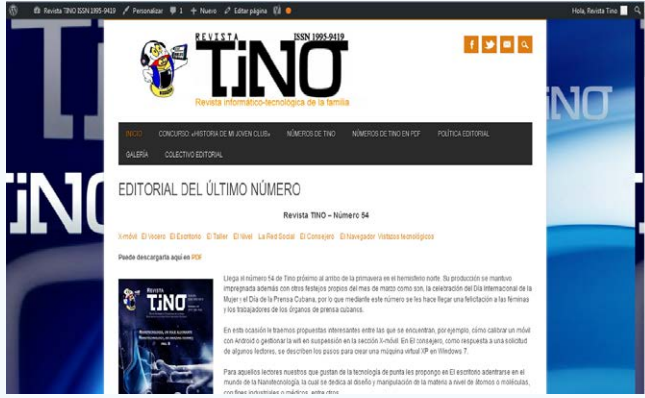 Revista TINO ISSN 1995-9419 Personalizar 1 Nuevo Editar página Hola, Revista Tino
REVISTA ISSN 1995-9419
TiNO
Revista informático-tecnológica de la familia
INICIO CONCURSO: «HISTORIA DE MI JOVEN CLUB» NÚMEROS DE TINO NÚMEROS DE TINO EN PDF POLÍTICA EDITORIAL
GALERÍA COLECTIVO EDITORIAL
EDITORIAL DEL ÚLTIMO NÚMERO
Revista TINO – Número 54
X-móvil El Vocero El Escritorio El Taller El Nivel La Red Social El Consejero El Navegador Vistazos tecnológicos
Puede descargarla aquí en PDF
REVISTA
TiNO
Llega el número 54 de Tino próximo al arribo de la primavera en el hemisferio norte. Su producción se mantuvo
impregnada además con otros festejos propios del mes de marzo como son, la celebración del Día Internacional de la
Mujer y el Día de la Prensa Cubana, por lo que mediante este número se les hace llegar una felicitación a las féminas
y los trabajadores de los órganos de prensa cubanos.
En esta ocasión le traemos propuestas interesantes entre las que se encuentran, por ejemplo, cómo calibrar un móvil
con Android o gestionar la wifi en suspensión en la sección X-móvil. En El consejero, como respuesta a una solicitud
de algunos lectores, se describen los pasos para crear una máquina virtual XP en Windows 7.
Para aquellos lectores nuestros que gustan de la tecnología de punta les propongo en El escritorio adentrarse en el
mundo de la Nanotecnología, la cual se dedica al diseño y manipulación de la materia a nivel de átomos o moléculas,
con fines industriales o médicos, entre otros.